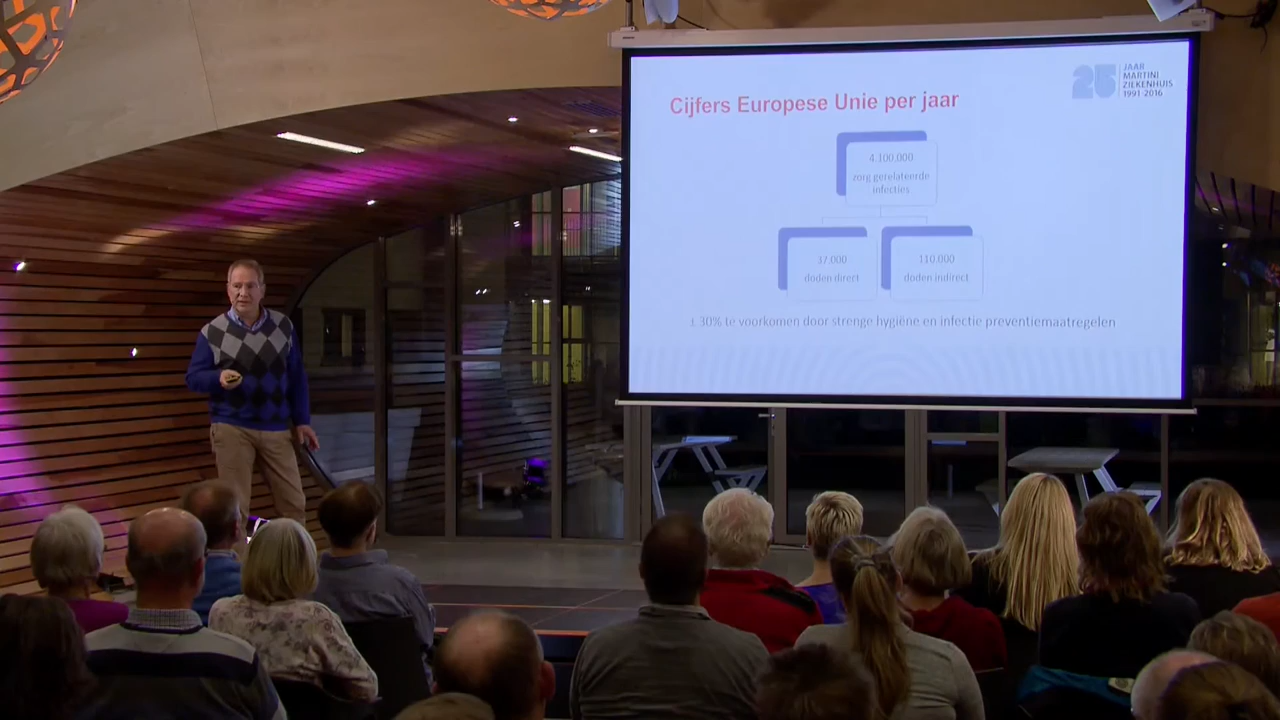 25 JAAR
MARTINI
ZIEKENHUIS
1991-2016
Cijfers Europese Unie per jaar
4.100.000
zorg gerelateerde
infecties
37.000
doden direct
110.000
doden indirect
± 30% te voorkomen door strenge hygiëne en infectie preventiemaatregelen